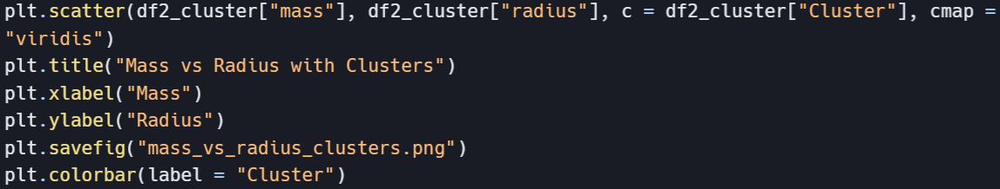 plt.scatter(df2_cluster["mass"], df2_cluster["radius"], c = df2_cluster["Cluster"], cmap =
"viridis")
plt.title("Mass vs Radius with Clusters")
plt.xlabel("Mass")
plt.ylabel("Radius")
plt.savefig("mass_vs_radius_clusters.png")
plt.colorbar(label = "Cluster")